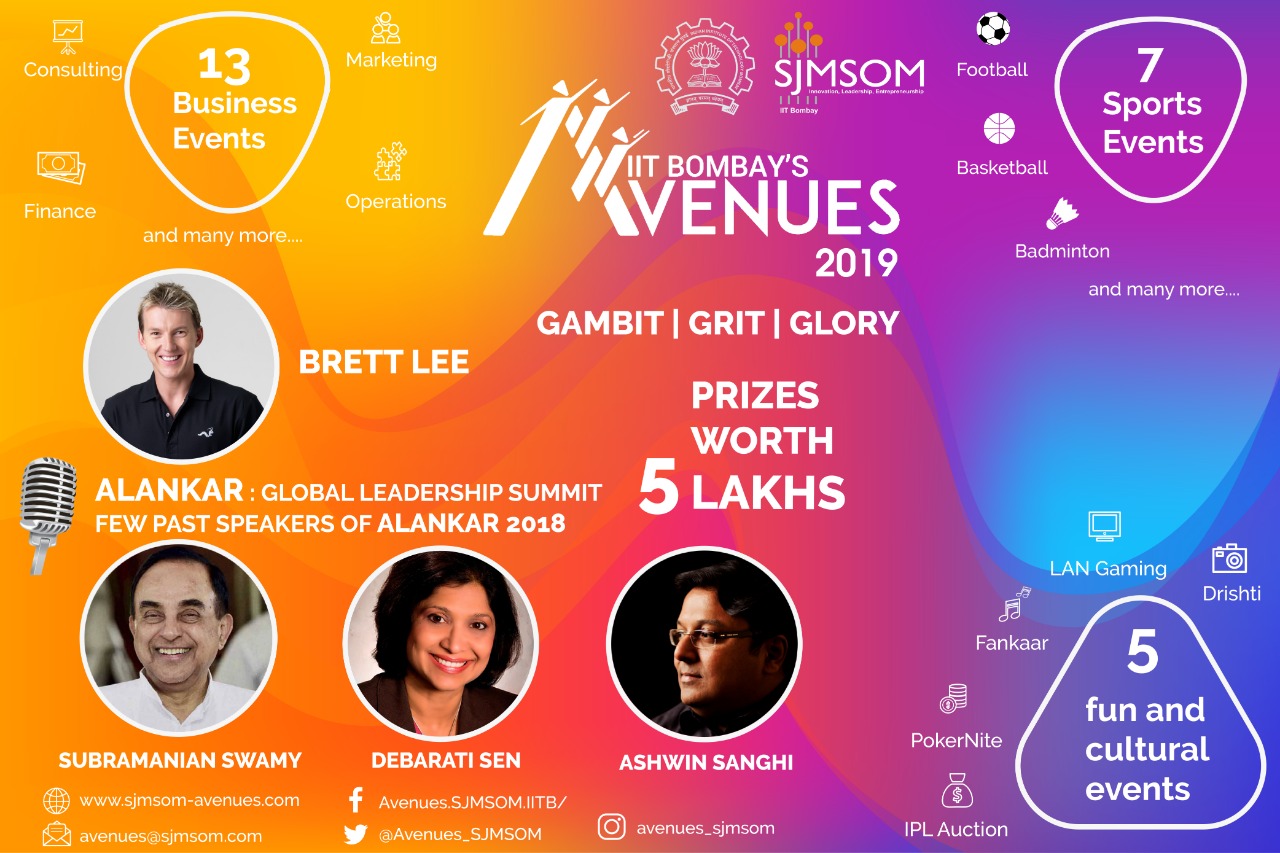 Consulting
13
Business
Events
Marketing
Finance
Operations
and many more....
SJMSOM
Innovation, Leadership, Entrepreneurship
IIT Bombay
IIT BOMBAY'S
AVENUES
2019
GAMBIT | GRIT | GLORY
Football
7
Sports
Events
Basketball
Badminton
and many more....
BRETT LEE
PRIZES
WORTH
5 LAKHS
ALANKAR : GLOBAL LEADERSHIP SUMMIT
FEW PAST SPEAKERS OF ALANKAR 2018
SUBRAMANIAN SWAMY
DEBARATI SEN
ASHWIN SANGHI
LAN Gaming
Drishti
Fankaar
5
fun and
cultural
events
PokerNite
IPL Auction
www.sjmsom-avenues.com
Avenues.SJMSOM.IITB/
avenues@sjmsom.com
@Avenues_SJMSOM
avenues_sjmsom